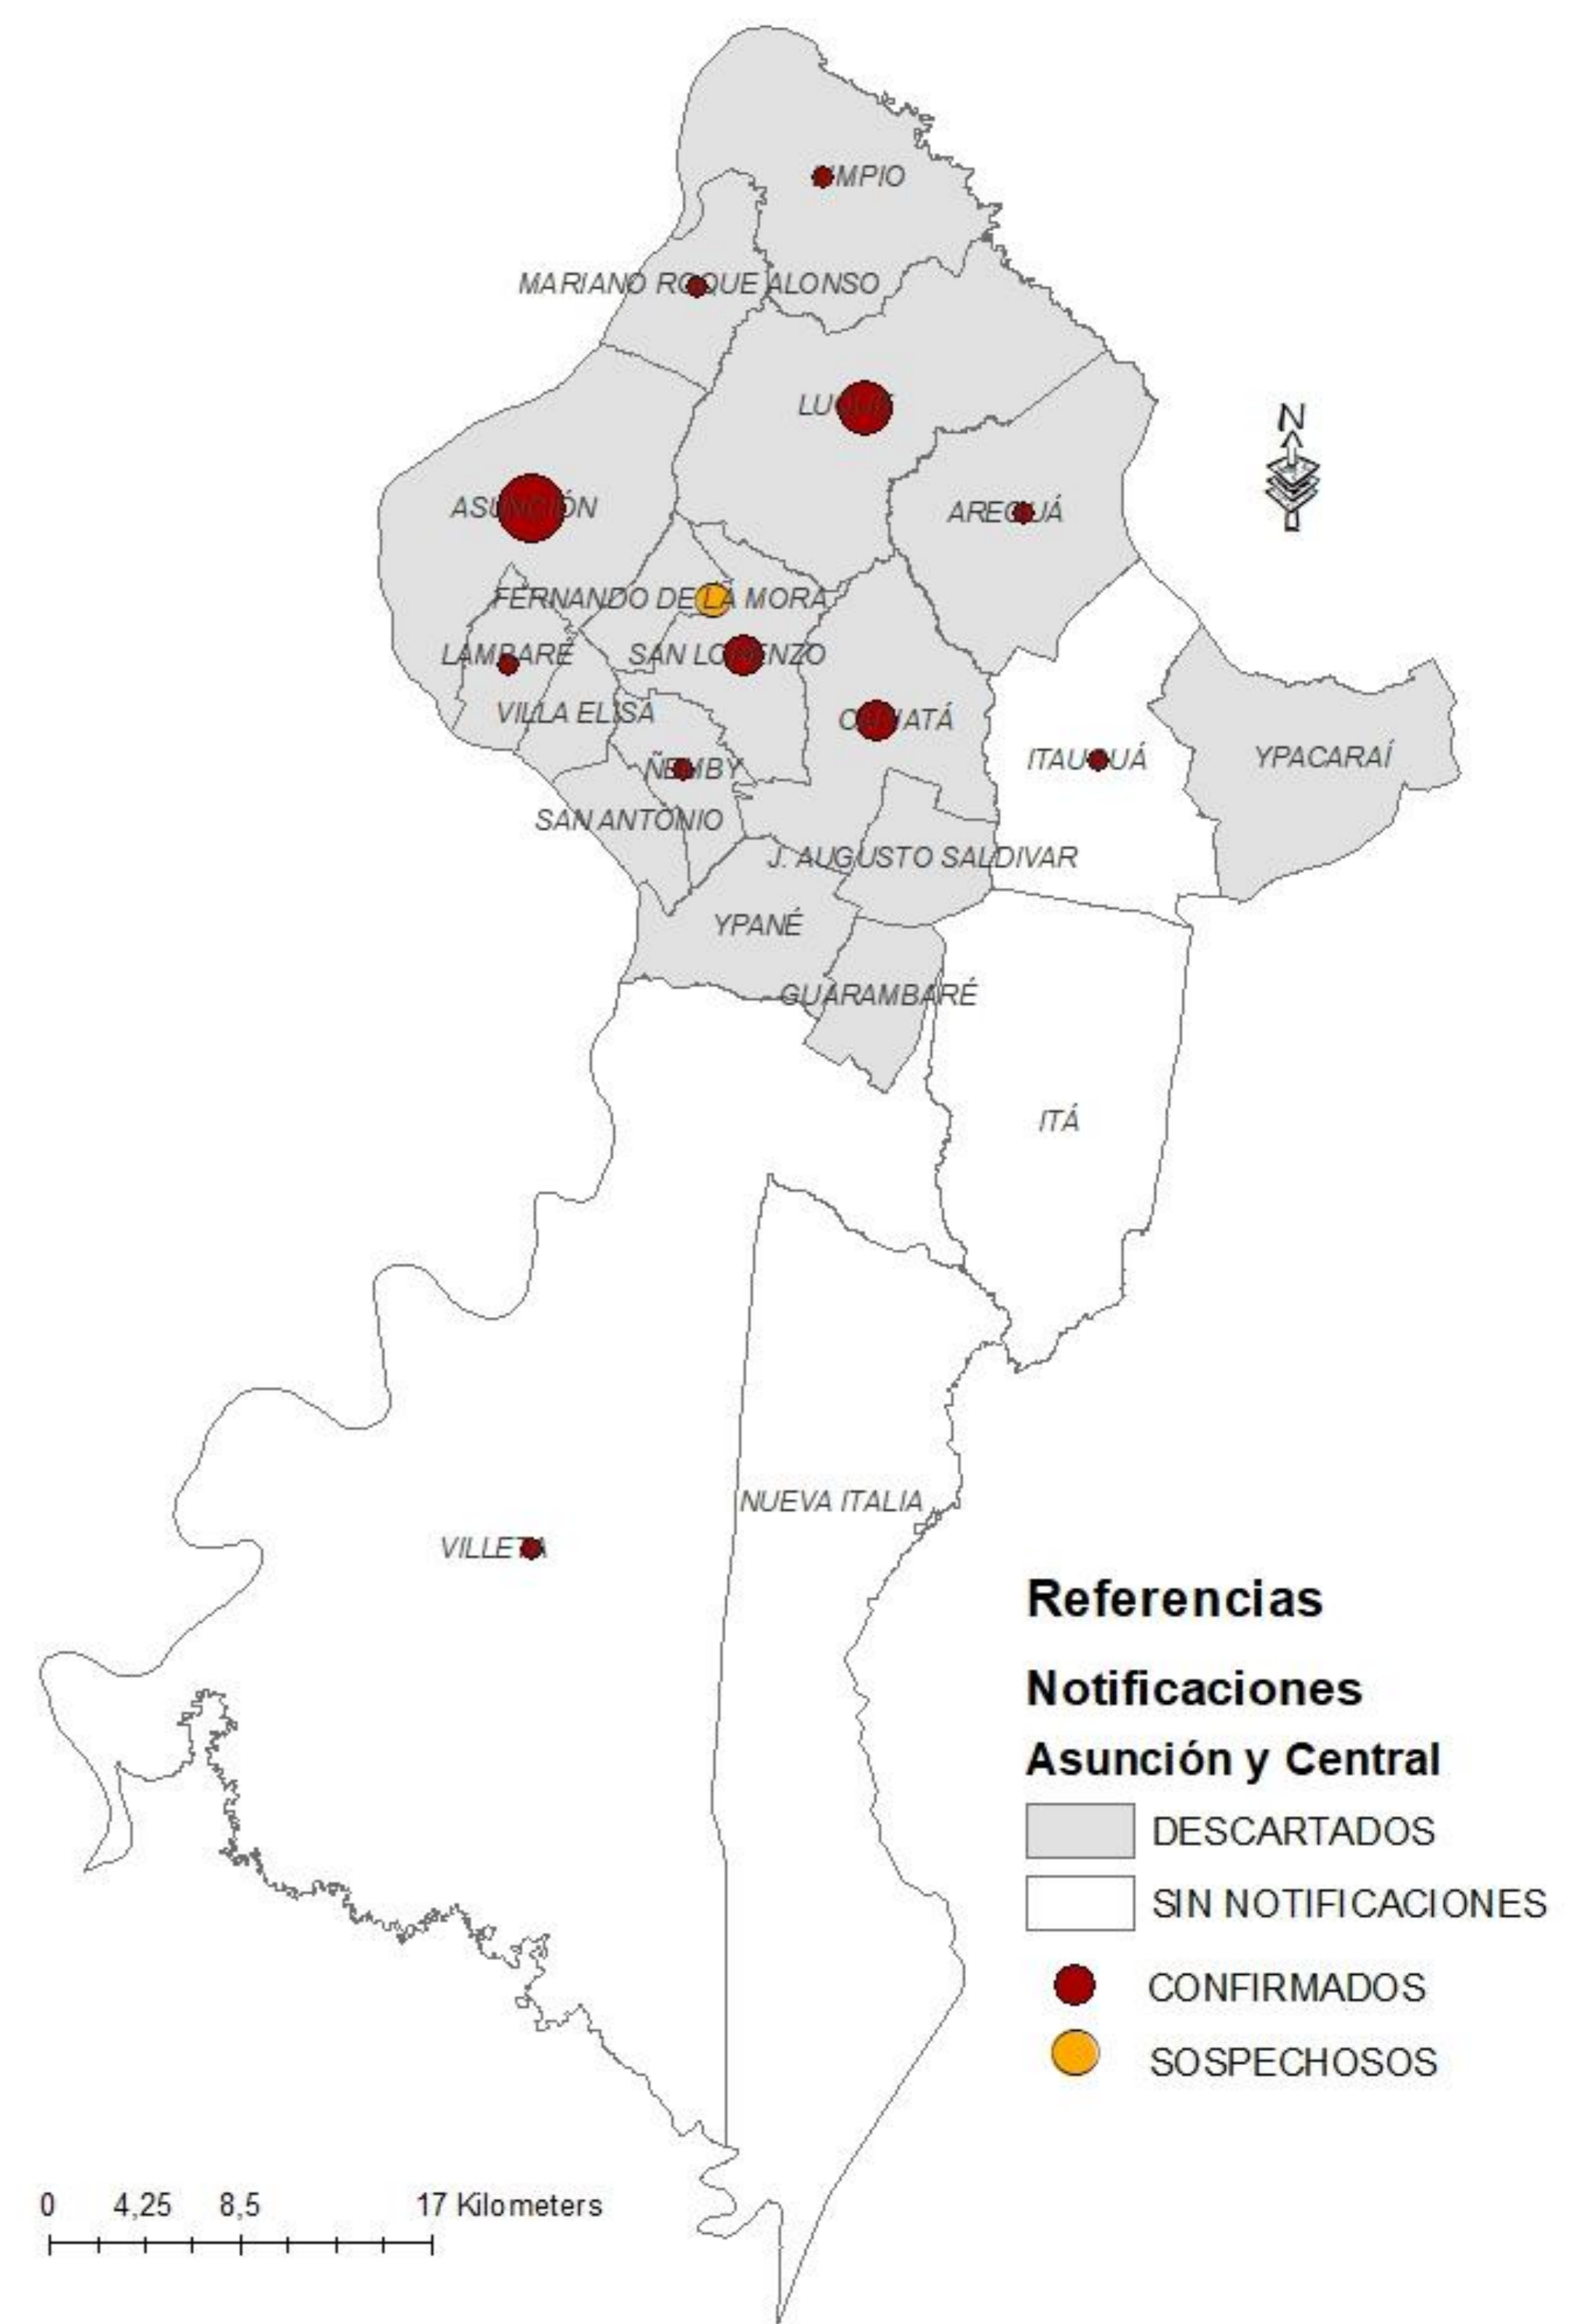 LIMPIO
MARIANO ROQUE ALONSO
LUQUE
N
ASUNCIÓN
AREGUÁ
FERNANDO DE LA MORA
LAMBARÉ
SAN LORENZO
VILLA ELISA
CAPIATÁ
ITAUGUÁ
YPACARAÍ
ÑEMBY
SAN ANTONIO
J. AUGUSTO SALDIVAR
YPANÉ
GUARAMBARÉ
ITÁ
NUEVA ITALIA
VILLETA
Referencias
Notificaciones
Asunción y Central
DESCARTADOS
SIN NOTIFICACIONES
CONFIRMADOS
SOSPECHOSOS
0 4,25 8,5 17 Kilometers